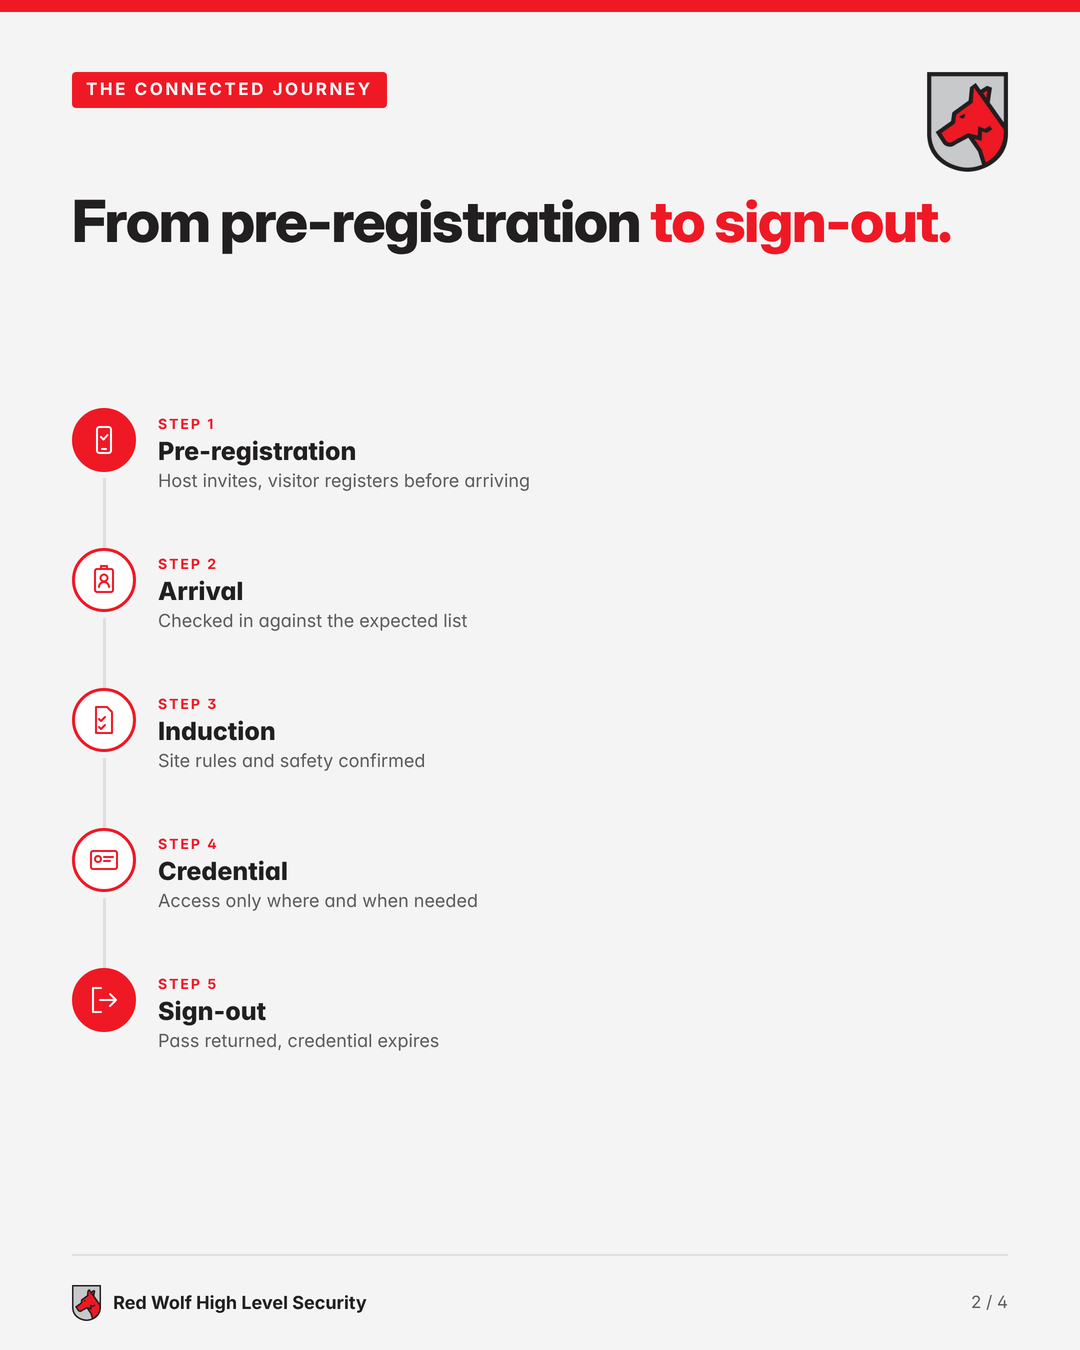 THE CONNECTED JOURNEY
From pre-registration to sign-out.
STEP 1
Pre-registration
Host invites, visitor registers before arriving
STEP 2
Arrival
Checked in against the expected list
STEP 3
Induction
Site rules and safety confirmed
STEP 4
Credential
Access only where and when needed
STEP 5
Sign-out
Pass returned, credential expires
Red Wolf High Level Security
2 / 4